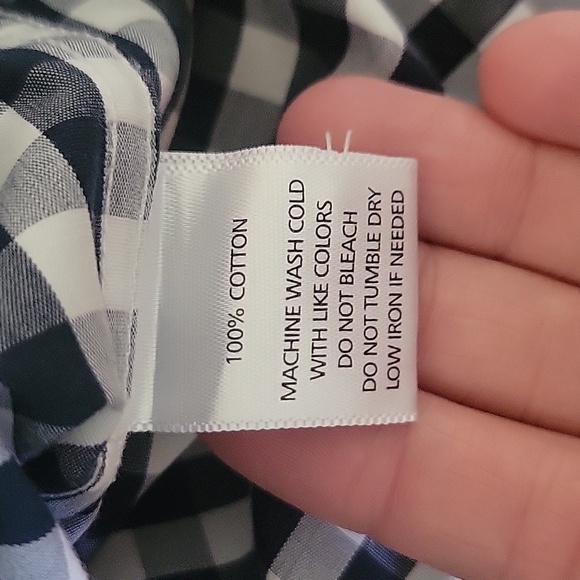 100% COTTON
MACHINE WASH COLD
WITH LIKE COLORS
DO NOT BLEACH
DO NOT TUMBLE DRY
LOW IRON IF NEEDED